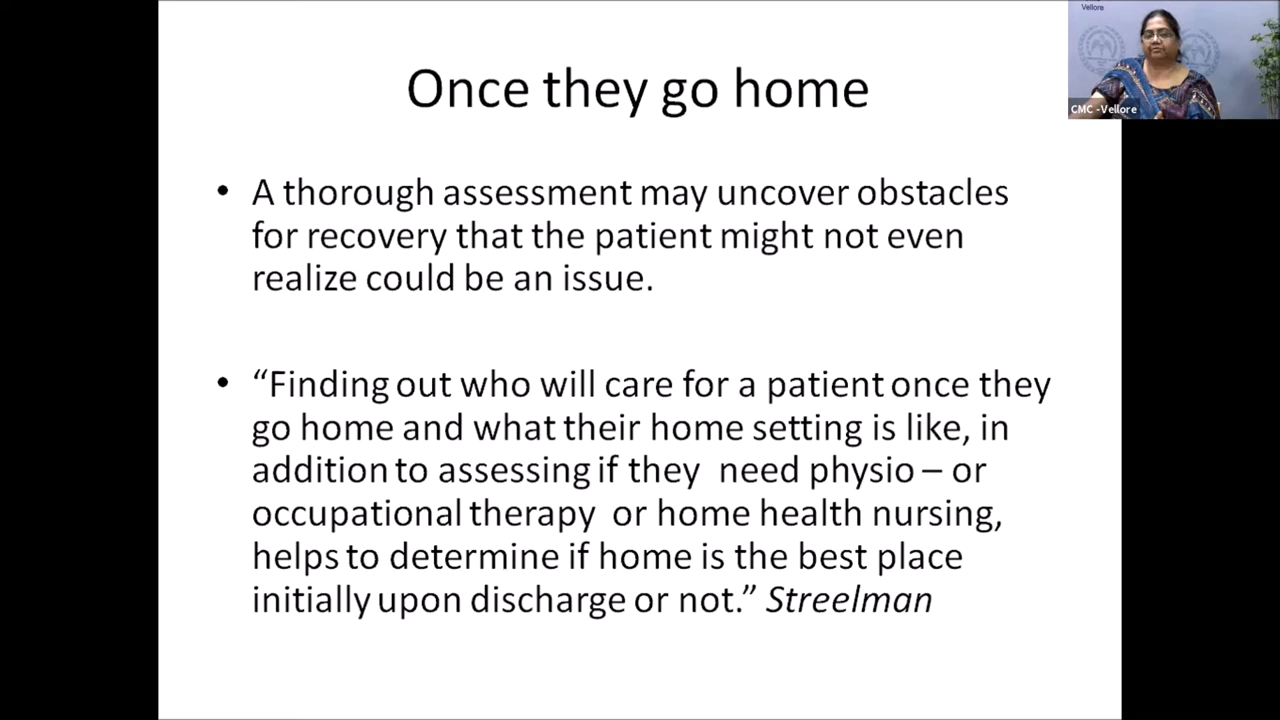 Once they go home
• A thorough assessment may uncover obstacles
for recovery that the patient might not even
realize could be an issue.
• “Finding out who will care for a patient once they
go home and what their home setting is like, in
addition to assessing if they need physio – or
occupational therapy or home health nursing,
helps to determine if home is the best place
initially upon discharge or not.” Streelman
Vellore
CMC -Vellore